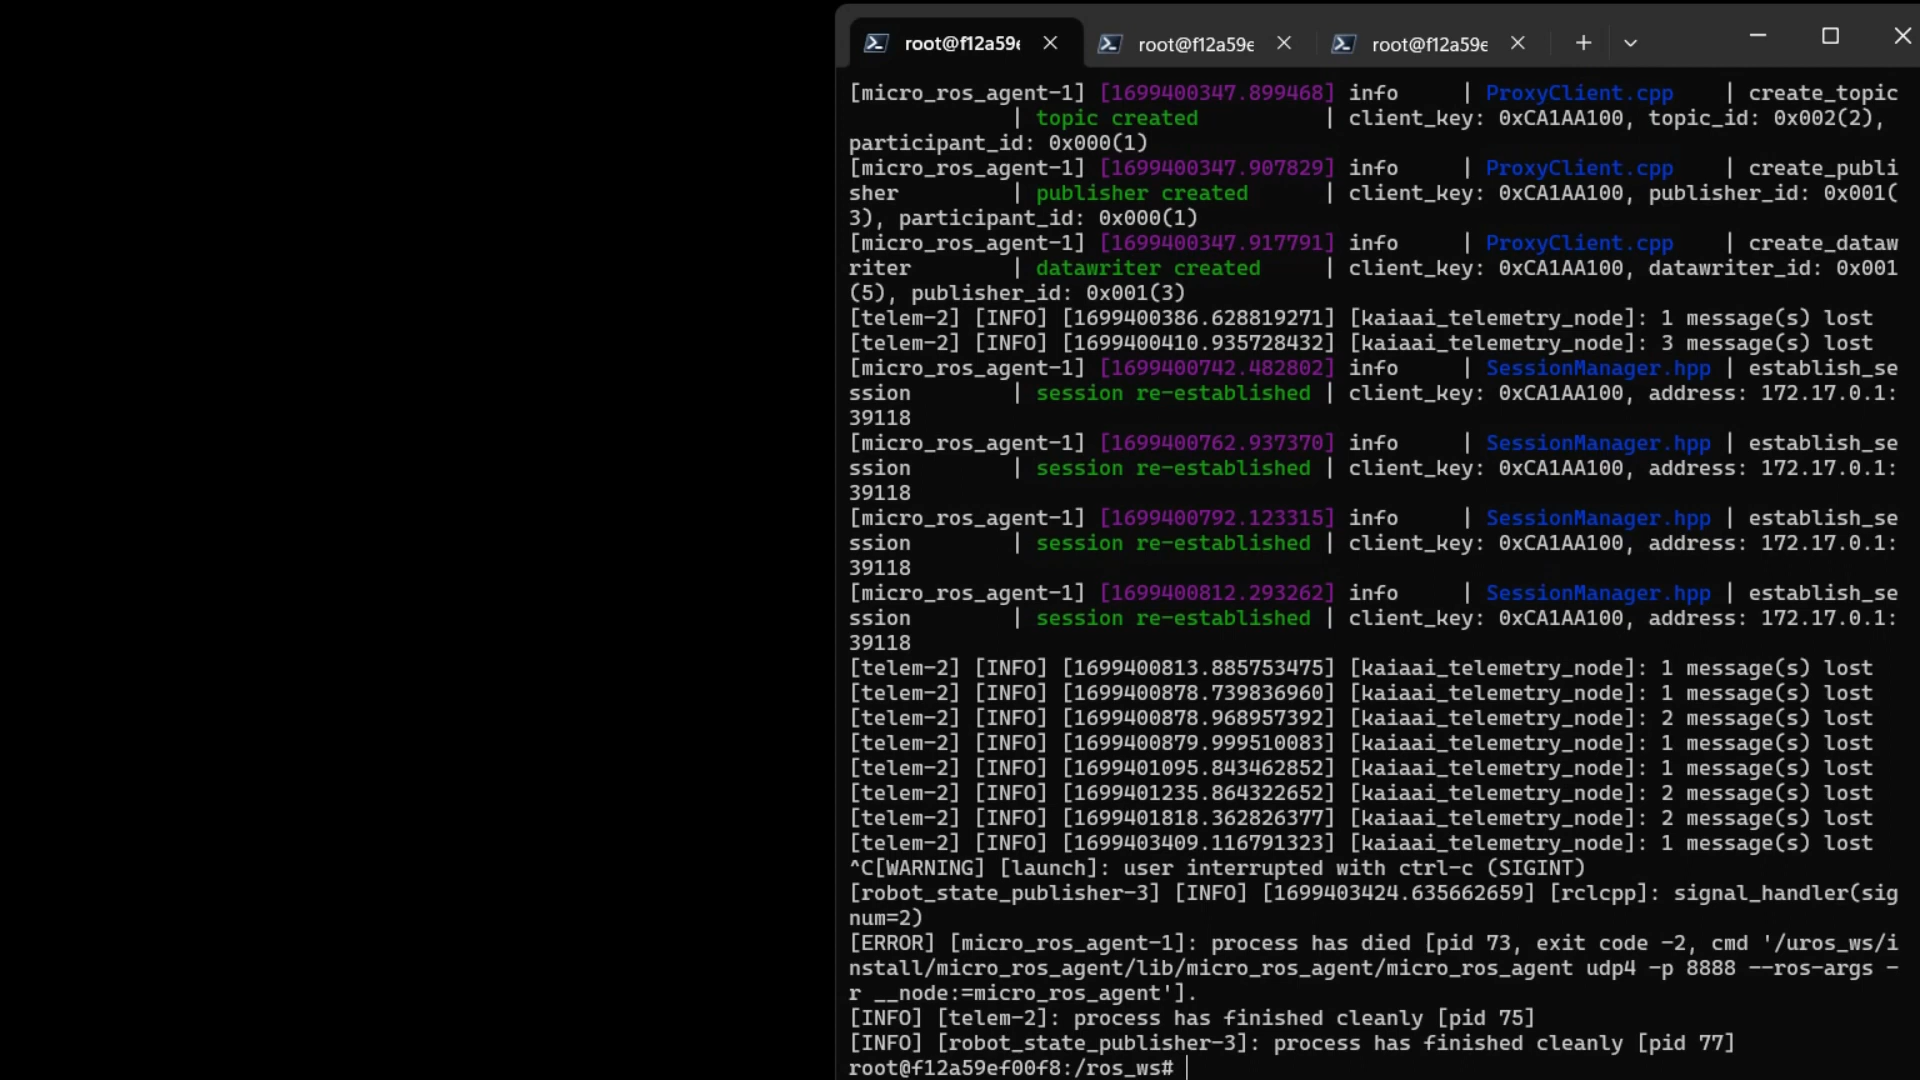 root@f12a59e root@f12a59e root@f12a59e
[micro_ros_agent-1] [1699400347.899468] info     | ProxyClient.cpp    | create_topic
             | topic created          | client_key: 0xCA1AA100, topic_id: 0x002(2),
participant_id: 0x000(1)
[micro_ros_agent-1] [1699400347.907829] info     | ProxyClient.cpp    | create_publi
sher         | publisher created      | client_key: 0xCA1AA100, publisher_id: 0x001(
3), participant_id: 0x000(1)
[micro_ros_agent-1] [1699400347.917791] info     | ProxyClient.cpp    | create_dataw
riter        | datawriter created     | client_key: 0xCA1AA100, datawriter_id: 0x001
(5), publisher_id: 0x001(3)
[telem-2] [INFO] [1699400386.628819271] [kaiaai_telemetry_node]: 1 message(s) lost
[telem-2] [INFO] [1699400410.935728432] [kaiaai_telemetry_node]: 3 message(s) lost
[micro_ros_agent-1] [1699400742.482802] info     | SessionManager.hpp | establish_se
ssion        | session re-established | client_key: 0xCA1AA100, address: 172.17.0.1:
39118
[micro_ros_agent-1] [1699400762.937370] info     | SessionManager.hpp | establish_se
ssion        | session re-established | client_key: 0xCA1AA100, address: 172.17.0.1:
39118
[micro_ros_agent-1] [1699400792.123315] info     | SessionManager.hpp | establish_se
ssion        | session re-established | client_key: 0xCA1AA100, address: 172.17.0.1:
39118
[micro_ros_agent-1] [1699400812.293262] info     | SessionManager.hpp | establish_se
ssion        | session re-established | client_key: 0xCA1AA100, address: 172.17.0.1:
39118
[telem-2] [INFO] [1699400813.885753475] [kaiaai_telemetry_node]: 1 message(s) lost
[telem-2] [INFO] [1699400878.739836960] [kaiaai_telemetry_node]: 1 message(s) lost
[telem-2] [INFO] [1699400878.968957392] [kaiaai_telemetry_node]: 2 message(s) lost
[telem-2] [INFO] [1699400879.999510083] [kaiaai_telemetry_node]: 1 message(s) lost
[telem-2] [INFO] [1699401095.843462852] [kaiaai_telemetry_node]: 1 message(s) lost
[telem-2] [INFO] [1699401235.864322652] [kaiaai_telemetry_node]: 2 message(s) lost
[telem-2] [INFO] [1699401818.362826377] [kaiaai_telemetry_node]: 2 message(s) lost
[telem-2] [INFO] [1699403409.116791323] [kaiaai_telemetry_node]: 1 message(s) lost
^C[WARNING] [launch]: user interrupted with ctrl-c (SIGINT)
[robot_state_publisher-3] [INFO] [1699403424.635662659] [rclcpp]: signal_handler(sig
num=2)
[ERROR] [micro_ros_agent-1]: process has died [pid 73, exit code -2, cmd '/uros_ws/i
nstall/micro_ros_agent/lib/micro_ros_agent/micro_ros_agent udp4 -p 8888 --ros-args -
r __node:=micro_ros_agent'].
[INFO] [telem-2]: process has finished cleanly [pid 75]
[INFO] [robot_state_publisher-3]: process has finished cleanly [pid 77]
root@f12a59ef00f8:/ros_ws#